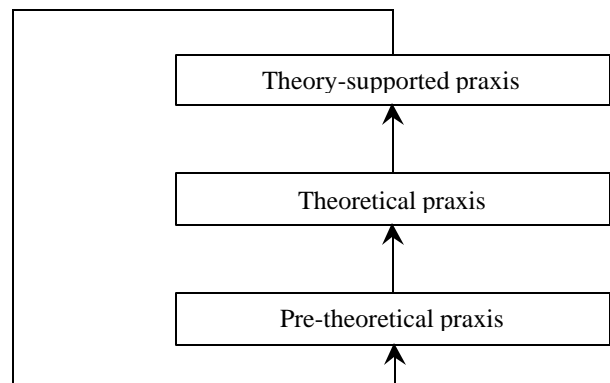 Theory-supported praxis
Theoretical praxis
Pre-theoretical praxis